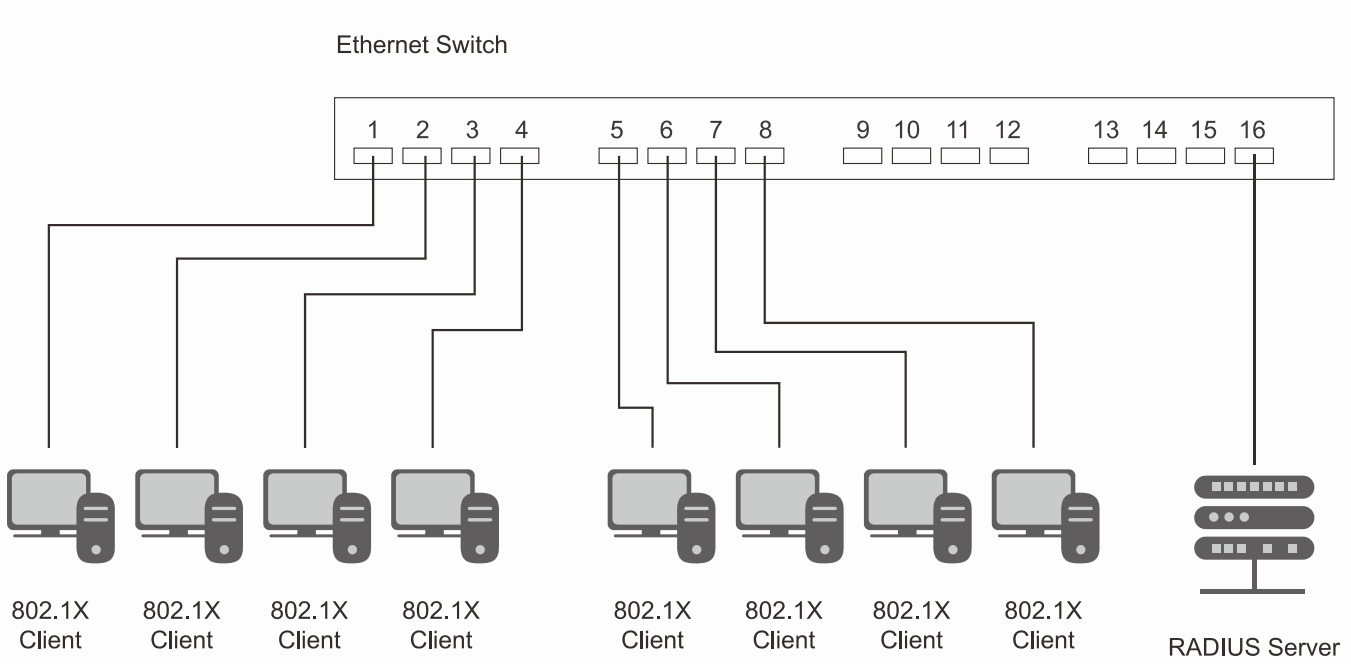 Ethernet Switch
1 2 3 4 5 6 7 8 9 10 11 12 13 14 15 16
802.1X 802.1X 802.1X 802.1X 802.1X 802.1X 802.1X 802.1X
Client Client Client Client Client Client Client Client
RADIUS Server